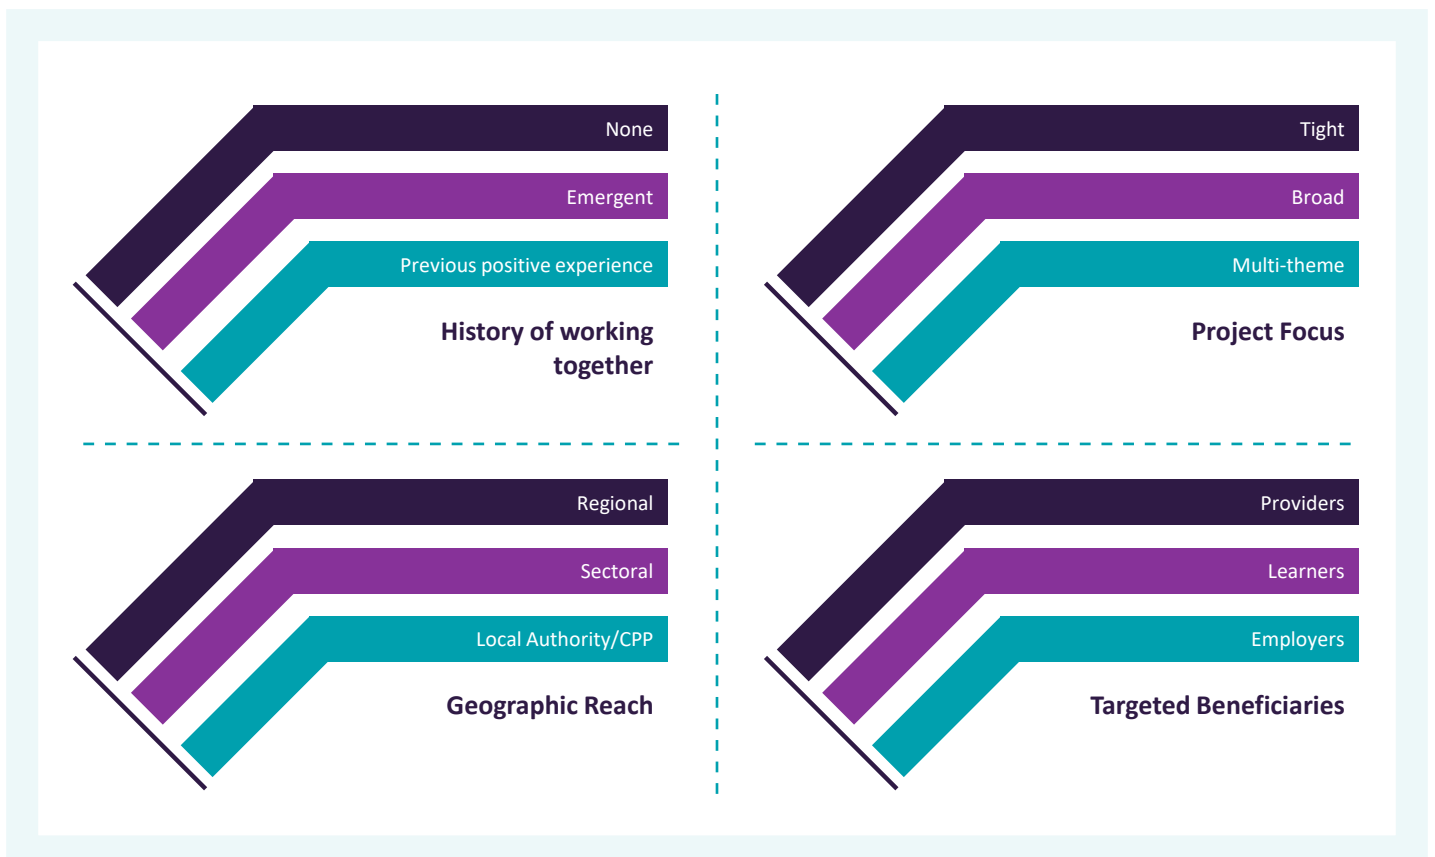 None
Emergent
Previous positive experience
History of working
together
Tight
Broad
Multi-theme
Project Focus
Regional
Sectoral
Local Authority/CPP
Geographic Reach
Providers
Learners
Employers
Targeted Beneficiaries